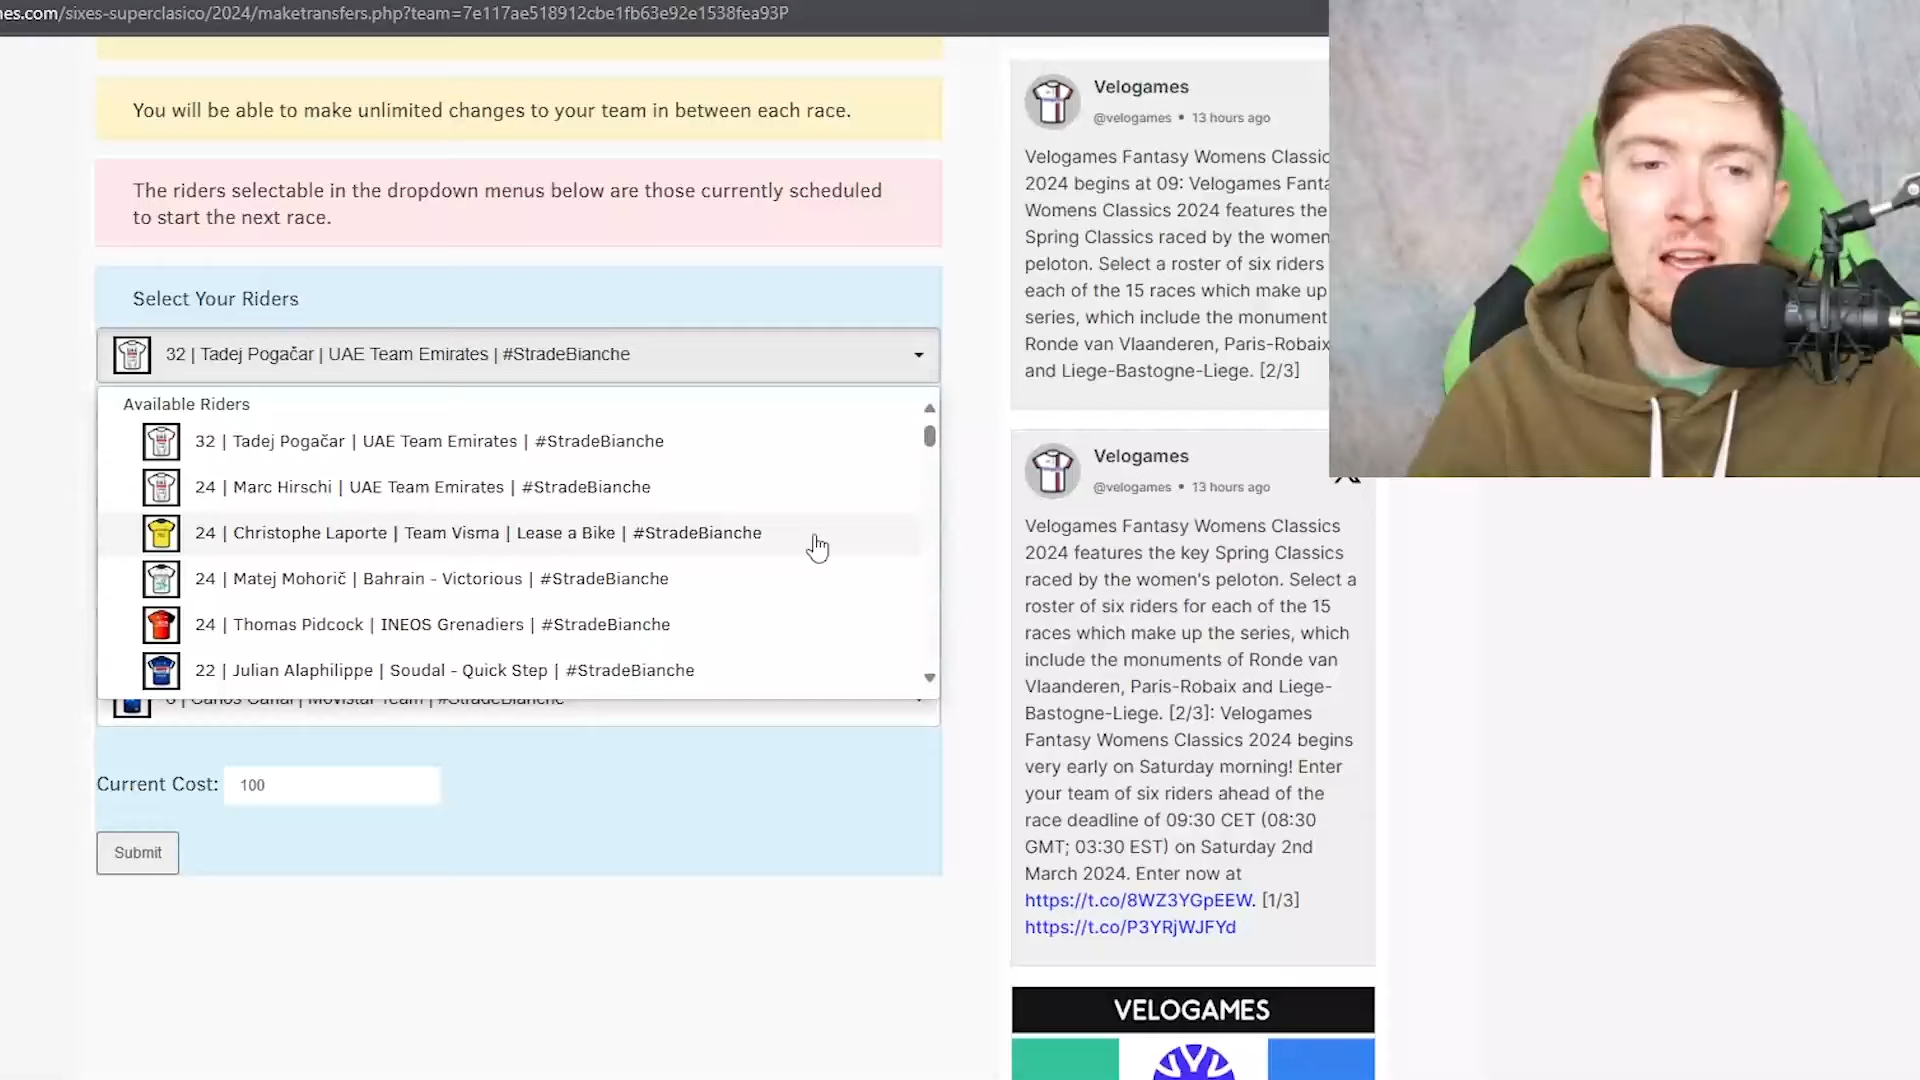 nes.com/sixes-superclasico/2024/maketransfers.php?team=7e117ae518912cbe1fb63e92e1538fea93P
You will be able to make unlimited changes to your team in between each race.
The riders selectable in the dropdown menus below are those currently scheduled
to start the next race.
Select Your Riders
32 | Tadej Pogačar | UAE Team Emirates | #StradeBianche
Available Riders
32 | Tadej Pogačar | UAE Team Emirates | #StradeBianche
24 | Marc Hirschi | UAE Team Emirates | #StradeBianche
24 | Christophe Laporte | Team Visma | Lease a Bike | #StradeBianche
24 | Matej Mohorič | Bahrain - Victorious | #StradeBianche
24 | Thomas Pidcock | INEOS Grenadiers | #StradeBianche
22 | Julian Alaphilippe | Soudal - Quick Step | #StradeBianche
6 | Carlos Canal | Movistar Team | #StradeBianche
Current Cost: 100
Submit
Velogames
@velogames • 13 hours ago
Velogames Fantasy Womens Classic
2024 begins at 09: Velogames Fanta
Womens Classics 2024 features the
Spring Classics raced by the women
peloton. Select a roster of six riders
each of the 15 races which make up
series, which include the monument
Ronde van Vlaanderen, Paris-Robaix
and Liege-Bastogne-Liege. [2/3]
Velogames
@velogames • 13 hours ago
Velogames Fantasy Womens Classics
2024 features the key Spring Classics
raced by the women's peloton. Select a
roster of six riders for each of the 15
races which make up the series, which
include the monuments of Ronde van
Vlaanderen, Paris-Robaix and Liege-
Bastogne-Liege. [2/3]: Velogames
Fantasy Womens Classics 2024 begins
very early on Saturday morning! Enter
your team of six riders ahead of the
race deadline of 09:30 CET (08:30
GMT; 03:30 EST) on Saturday 2nd
March 2024. Enter now at
https://t.co/8WZ3YGpEEW. [1/3]
https://t.co/P3YRjWJFYd
VELOGAMES